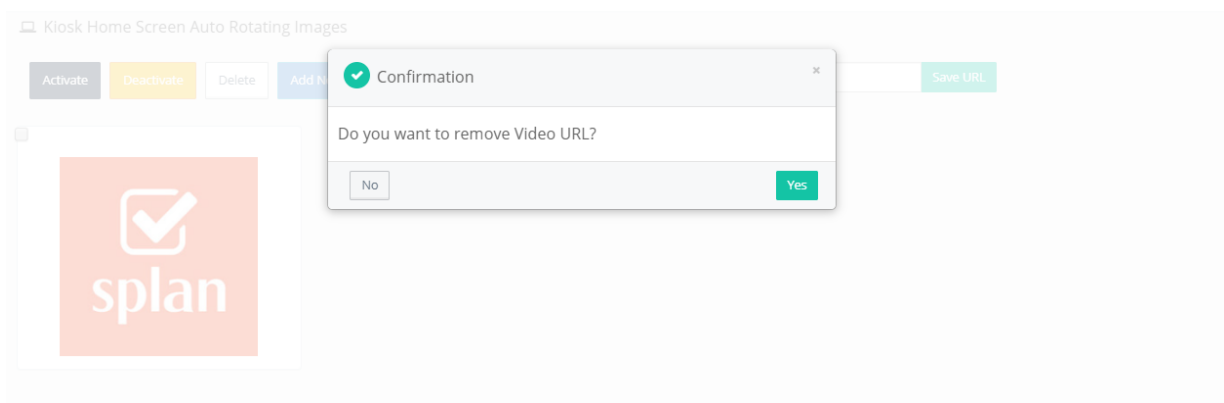 Kiosk Home Screen Auto Rotating Images
Activate Deactivate Delete Add N Save URL
Confirmation ×
Do you want to remove Video URL?
No Yes
splan